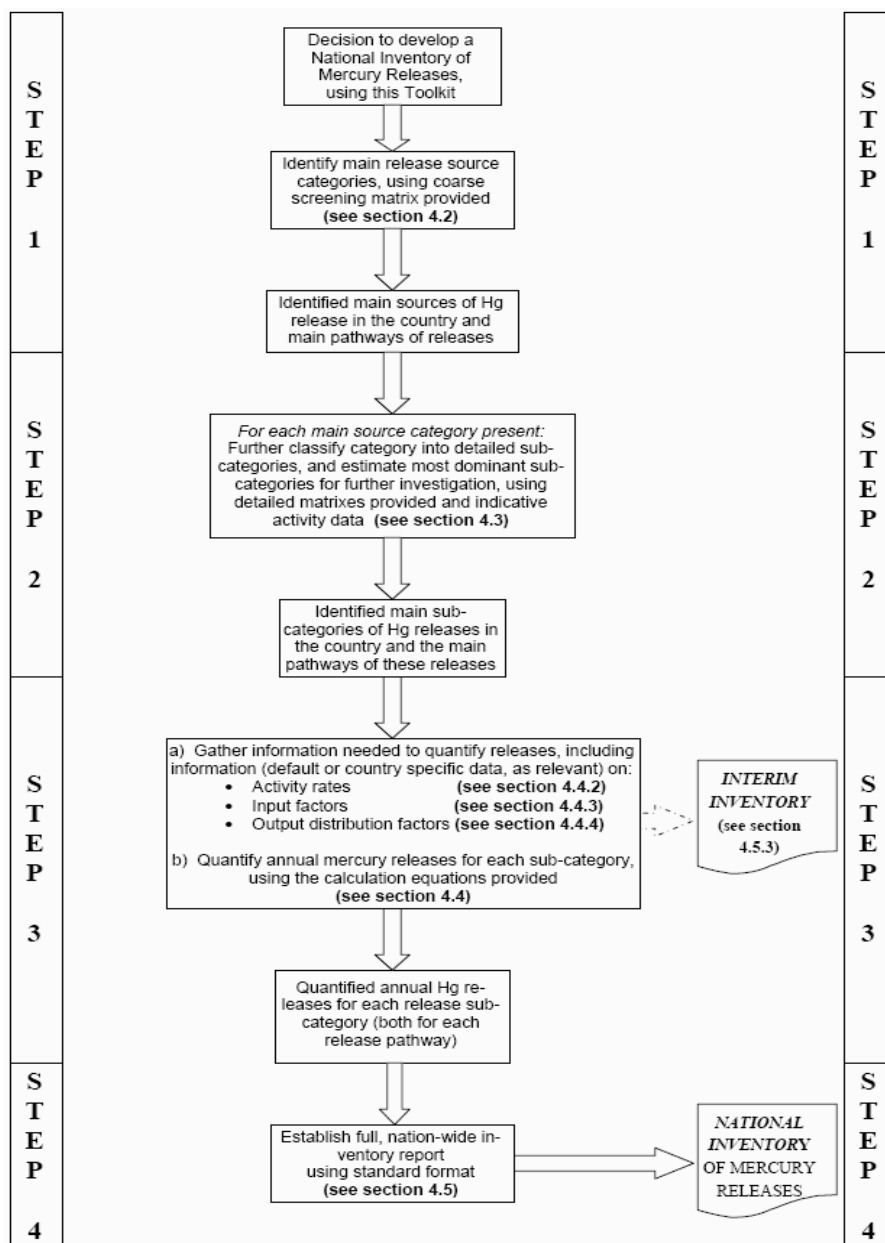 Decision to develop a
National Inventory of
Mercury Releases,
using this Toolkit
S
T
E
P
1
S
T
E
P
1
Identify main release source
categories, using coarse
screening matrix provided
(see section 4.2)
Identified main sources of Hg
release in the country and
main pathways of releases
S
T
E
P
2
S
T
E
P
2
For each main source category present:
Further classify category into detailed sub-
categories, and estimate most dominant sub-
categories for further investigation, using
detailed matrixes provided and indicative
activity data (see section 4.3)
Identified main sub-
categories of Hg releases in
the country and the main
pathways of these releases
S
T
E
P
3
S
T
E
P
3
a) Gather information needed to quantify releases, including
information (default or country specific data, as relevant) on:
• Activity rates (see section 4.4.2)
• Input factors (see section 4.4.3)
• Output distribution factors (see section 4.4.4)
b) Quantify annual mercury releases for each sub-category,
using the calculation equations provided
(see section 4.4)
INTERIM
INVENTORY
(see section
4.5.3)
Quantified annual Hg re-
leases for each release sub-
category (both for each
release pathway)
S
T
E
P
4
S
T
E
P
4
Establish full, nation-wide in-
ventory report
using standard format
(see section 4.5)
NATIONAL
INVENTORY
OF MERCURY
RELEASES